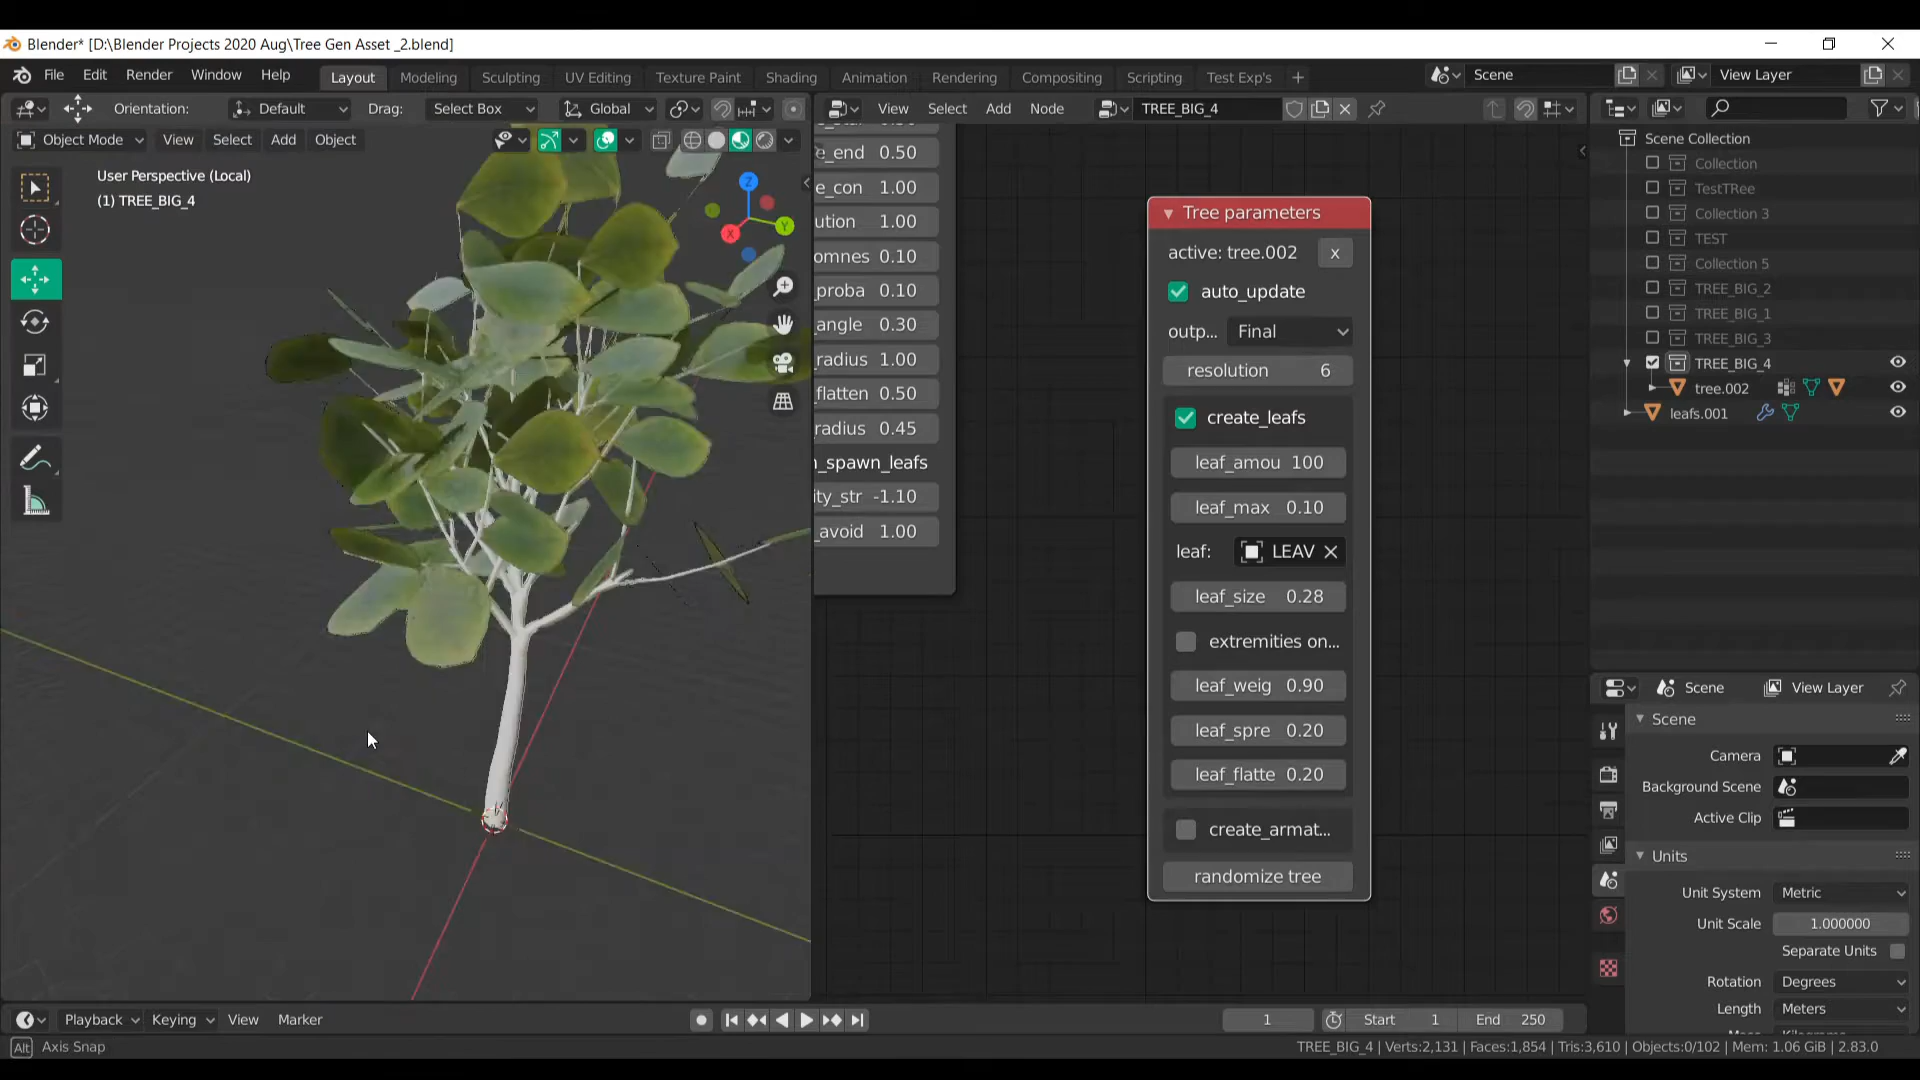 Blender* [D:\Blender Projects 2020 Aug\Tree Gen Asset _2.blend]
File Edit Render Window Help Layout Modeling Sculpting UV Editing Texture Paint Shading Animation Rendering Compositing Scripting Test Exp's + Scene View Layer
Orientation: Default Drag: Select Box Global View Select Add Node TREE_BIG_4
Object Mode View Select Add Object
User Perspective (Local)
(1) TREE_BIG_4
Z
Y
X
e_end 0.50
e_con 1.00
ution 1.00
omnes 0.10
proba 0.10
angle 0.30
radius 1.00
flatten 0.50
radius 0.45
_spawn_leafs
ity_str -1.10
_avoid 1.00
Tree parameters
active: tree.002 x
auto_update
outp... Final
resolution 6
create_leafs
leaf_amou 100
leaf_max 0.10
leaf: LEAV
leaf_size 0.28
extremities on...
leaf_weig 0.90
leaf_spre 0.20
leaf_flatte 0.20
create_armat...
randomize tree
Scene Collection
Collection
TestTRee
Collection 3
TEST
Collection 5
TREE_BIG_2
TREE_BIG_1
TREE_BIG_3
TREE_BIG_4
tree.002
leafs.001
Scene View Layer
Scene
Camera
Background Scene
Active Clip
Units
Unit System Metric
Unit Scale 1.000000
Separate Units
Rotation Degrees
Length Meters
Playback Keying View Marker 1 Start 1 End 250
Alt Axis Snap
TREE_BIG_4 | Verts:2,131 | Faces:1,854 | Tris:3,610 | Objects:0/102 | Mem: 1.06 GiB | 2.83.0